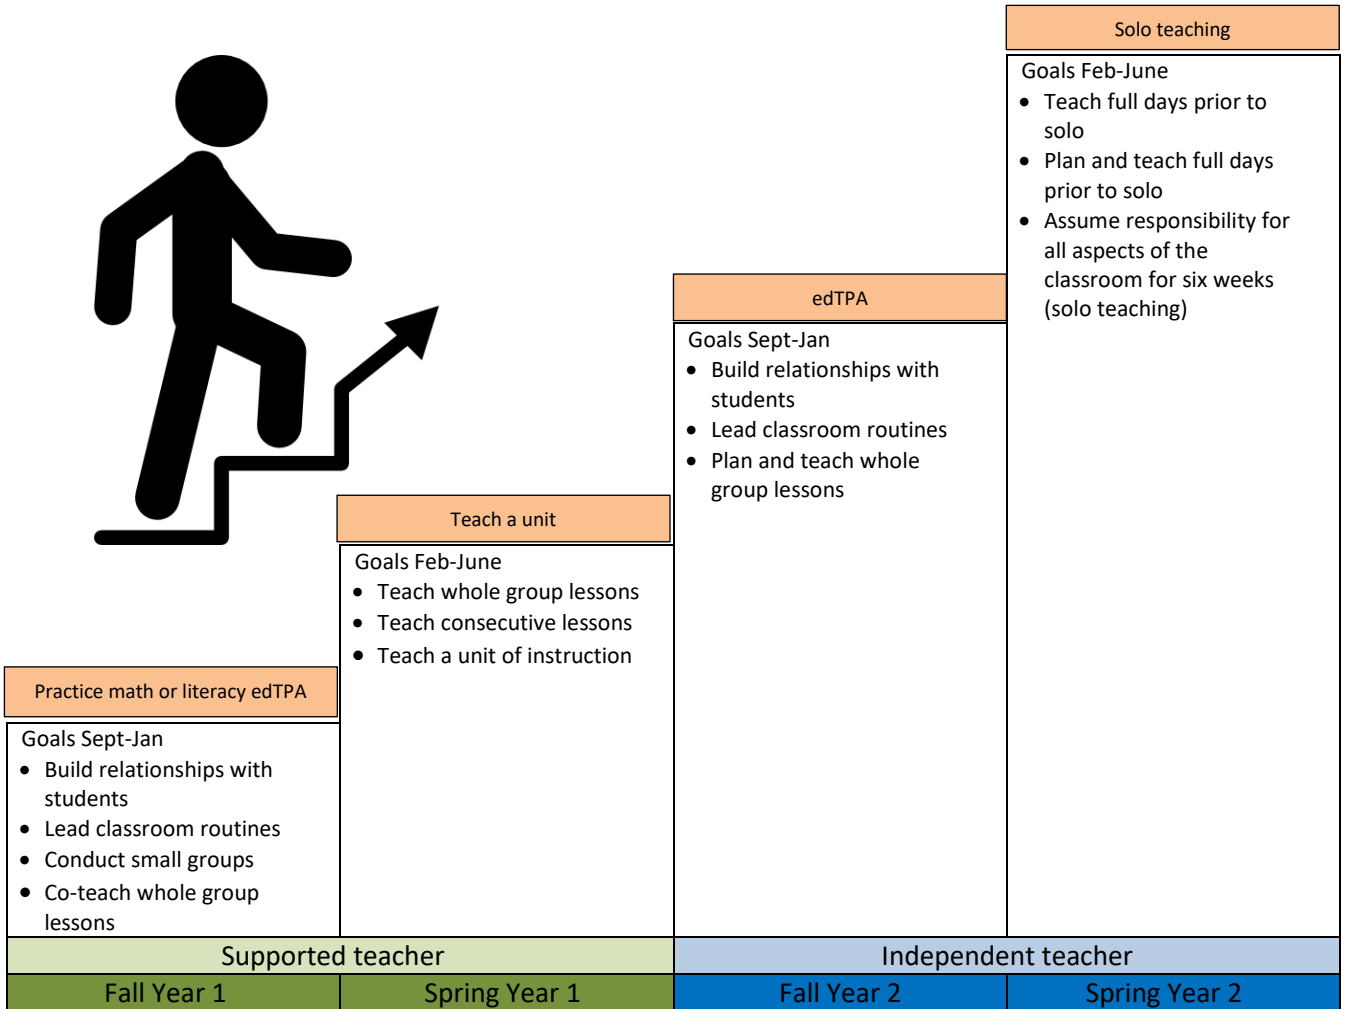 Solo teaching
Goals Feb-June
• Teach full days prior to
solo
• Plan and teach full days
prior to solo
• Assume responsibility for
all aspects of the
classroom for six weeks
(solo teaching)
edTPA
Goals Sept-Jan
• Build relationships with
students
• Lead classroom routines
• Plan and teach whole
group lessons
Teach a unit
Goals Feb-June
• Teach whole group lessons
• Teach consecutive lessons
• Teach a unit of instruction
Practice math or literacy edTPA
Goals Sept-Jan
• Build relationships with
students
• Lead classroom routines
• Conduct small groups
• Co-teach whole group
lessons
Supported teacher
Independent teacher
Fall Year 1
Spring Year 1
Fall Year 2
Spring Year 2